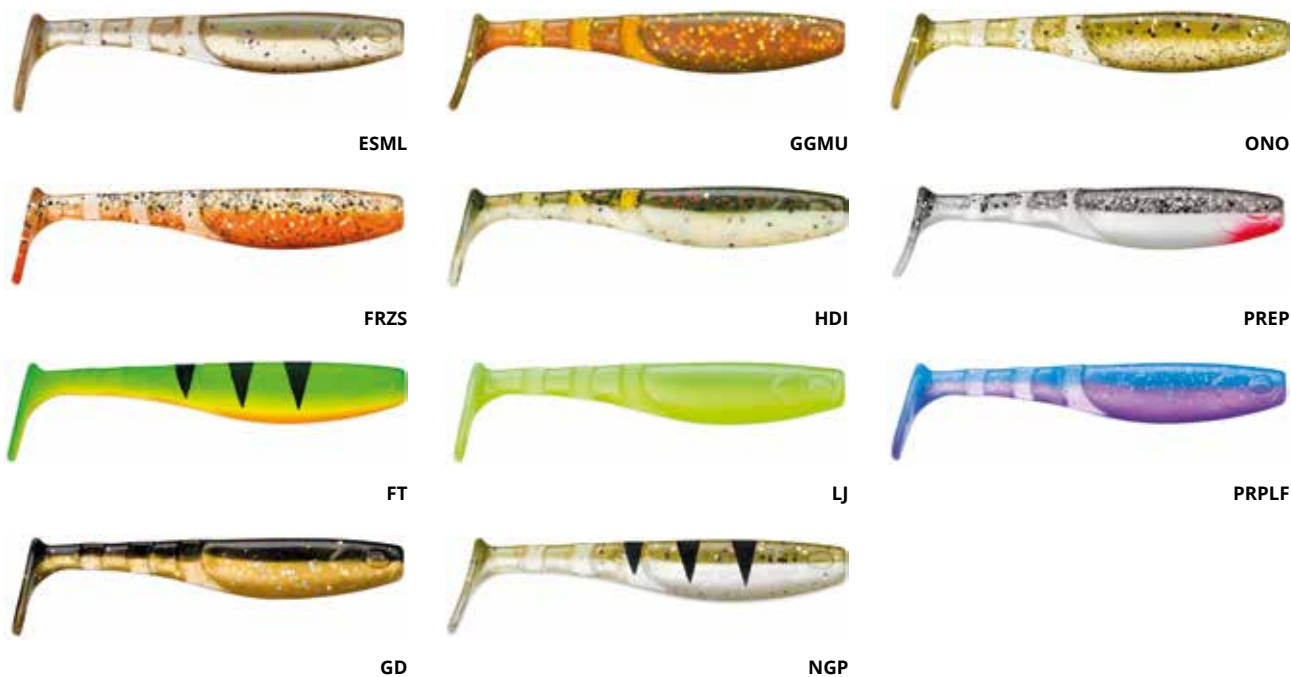 ESML
GGMU
ONO
FRZS
HDI
PREP
FT
LJ
PRPLF
GD
NGP